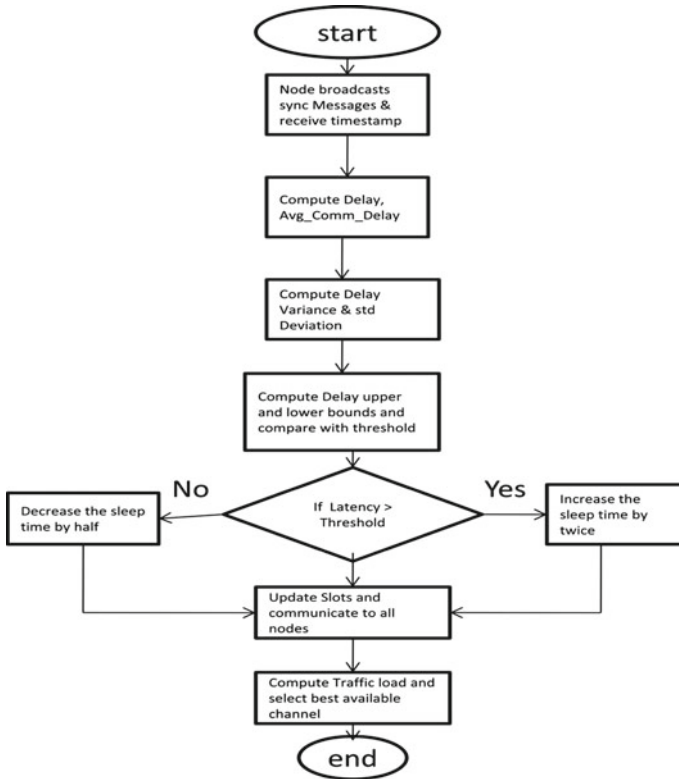 start
Node broadcasts
sync Messages &
receive timestamp
Compute Delay,
Avg_Comm_Delay
Compute Delay
Variance & std
Deviation
Compute Delay upper
and lower bounds and
compare with threshold
If Latency >
Threshold
No
Yes
Decrease the sleep
time by half
Increase the
sleep time by
twice
Update Slots and
communicate to all
nodes
Compute Traffic load and
select best available
channel
end